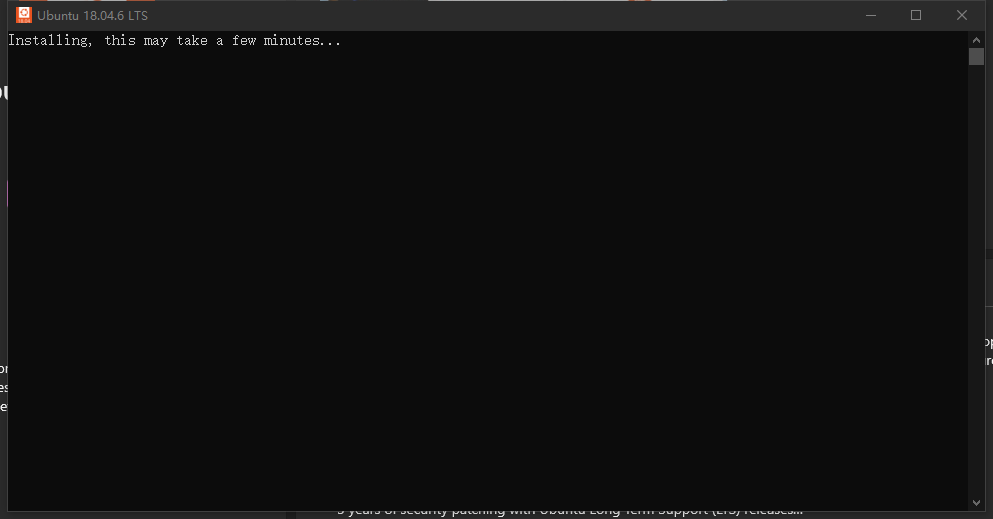 Ubuntu 18.04.6 LTS
Installing, this may take a few minutes...
5 years of security patching with Ubuntu Long Term Support (LTS) releases...